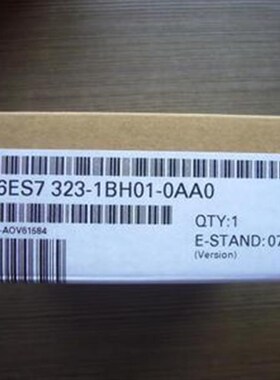 6ES7 323-1BH01-0AA0
QTY:1
-AOV61584
E-STAND:07
(Version)